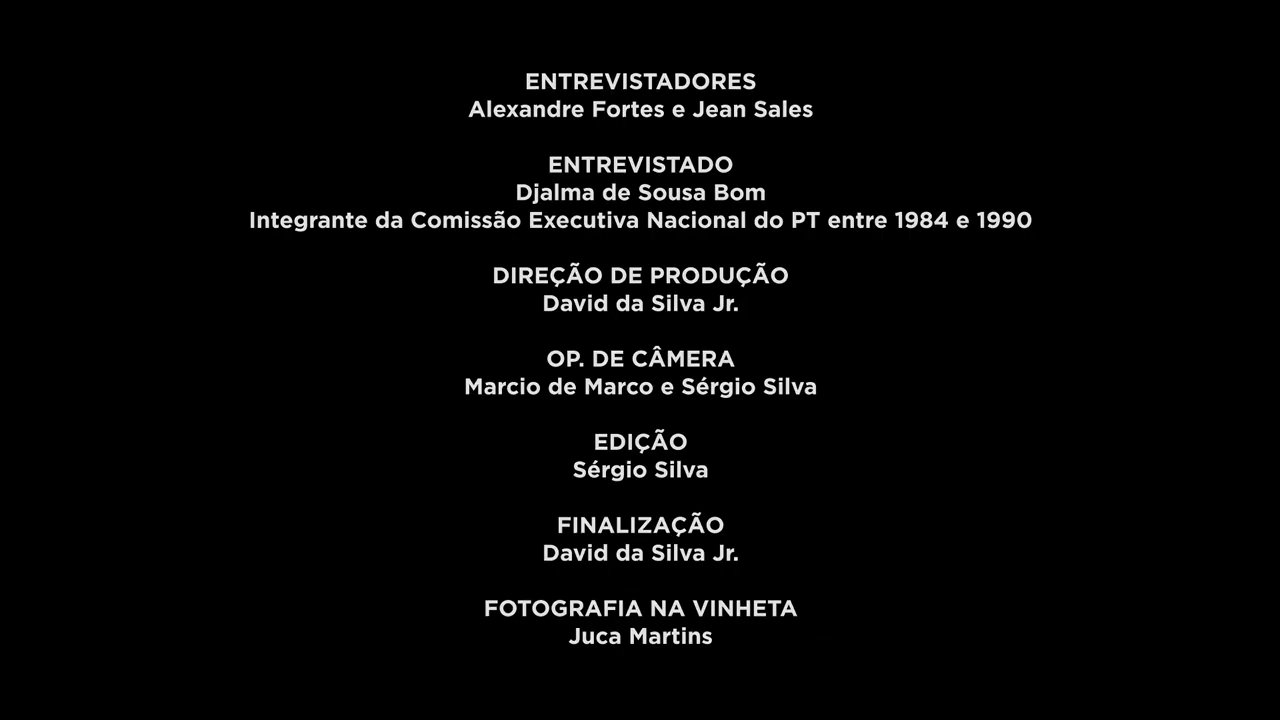 ENTREVISTADORES
Alexandre Fortes e Jean Sales
ENTREVISTADO
Djalma de Sousa Bom
Integrante da Comissão Executiva Nacional do PT entre 1984 e 1990
DIREÇÃO DE PRODUÇÃO
David da Silva Jr.
OP. DE CÂMERA
Marcio de Marco e Sérgio Silva
EDIÇÃO
Sérgio Silva
FINALIZAÇÃO
David da Silva Jr.
FOTOGRAFIA NA VINHETA
Juca Martins